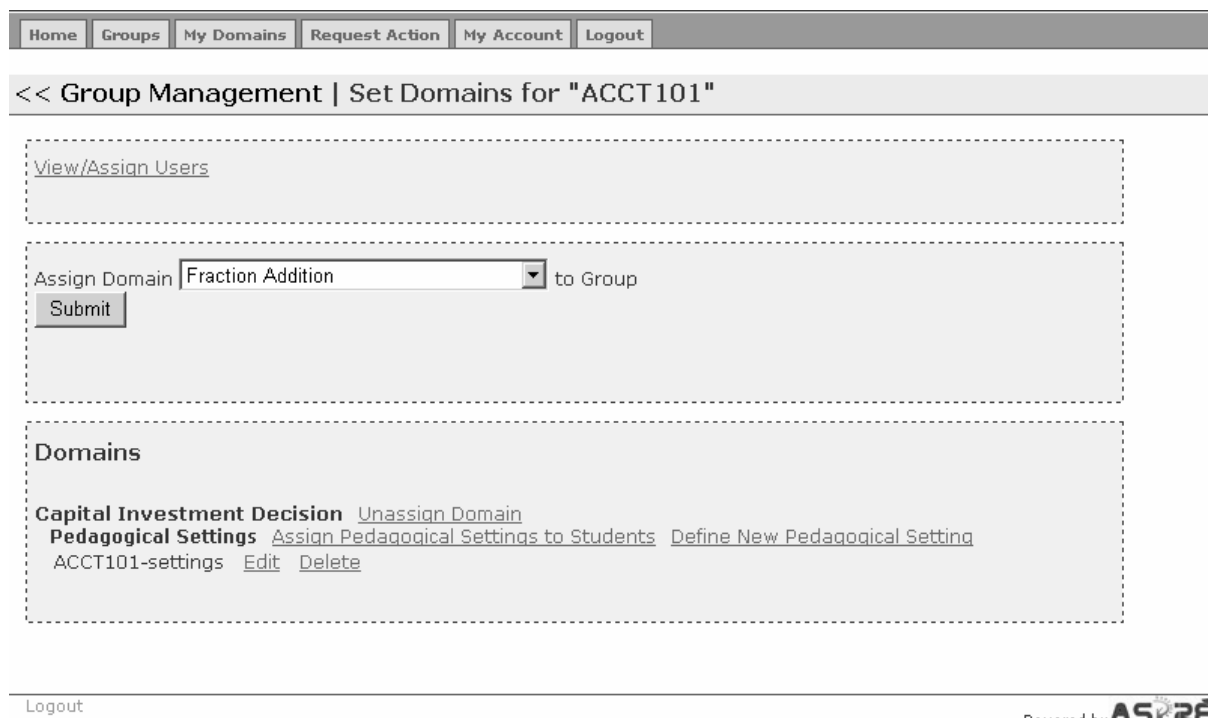 Home Groups My Domains Request Action My Account Logout
<< Group Management | Set Domains for "ACCT101"
View/Assign Users
Assign Domain Fraction Addition to Group
Submit
Domains
Capital Investment Decision Unassign Domain
Pedagogical Settings Assign Pedagogical Settings to Students Define New Pedagogical Setting
ACCT101-settings Edit Delete
Logout